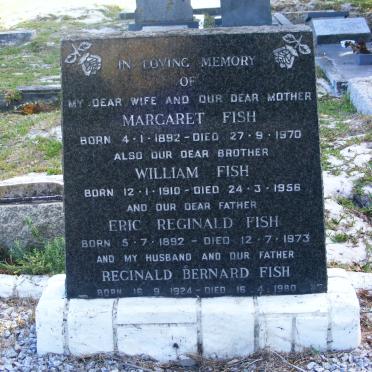 IN LOVING MEMORY
OF
MY DEAR WIFE AND OUR DEAR MOTHER
MARGARET FISH
BORN 4·1·1892 - DIED 27·9·1970
ALSO OUR DEAR BROTHER
WILLIAM FISH
BORN 12·1·1910 - DIED 24·3·1956
AND OUR DEAR FATHER
ERIC REGINALD FISH
BORN 5·7·1892 - DIED 12·7·1973
AND MY HUSBAND AND OUR FATHER
REGINALD BERNARD FISH
BORN 16·9·1924 - DIED 15·4·1980